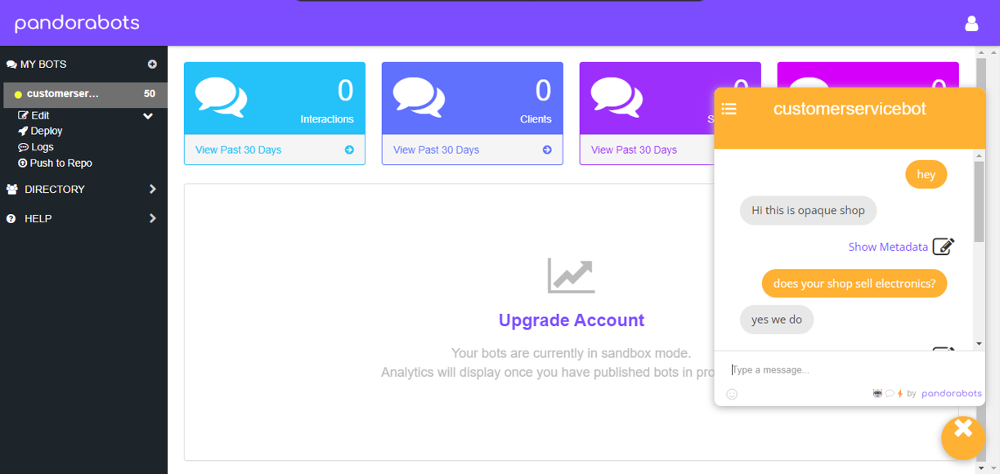 pandorabots
MY BOTS
customerser... 50
Edit
Deploy
Logs
Push to Repo
DIRECTORY
HELP
0
Interactions
View Past 30 Days
0
Clients
View Past 30 Days
0
View Past 30 Days
0
Upgrade Account
Your bots are currently in sandbox mode.
Analytics will display once you have published bots in
customerservicebot
hey
Hi this is opaque shop
Show Metadata
does your shop sell electronics?
yes we do
Type a message...
by pandorabots